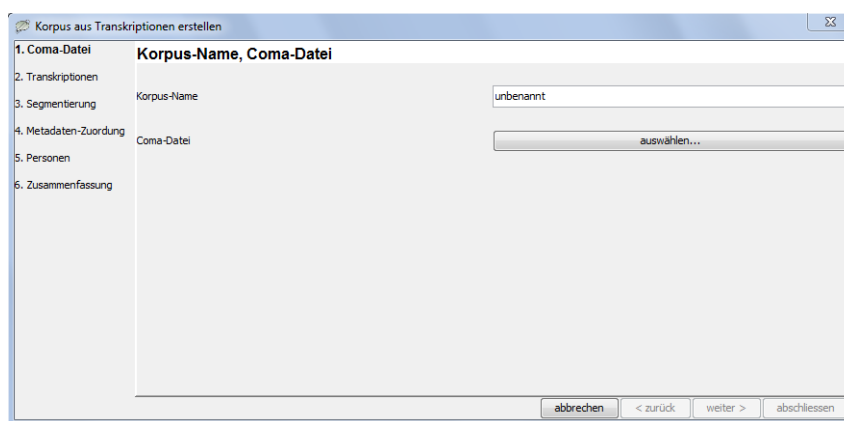 Korpus aus Transkriptionen erstellen
1. Coma-Datei
2. Transkriptionen
3. Segmentierung
4. Metadaten-Zuordung
5. Personen
6. Zusammenfassung
Korpus-Name, Coma-Datei
Korpus-Name
unbenannt
Coma-Datei
auswählen...
abbrechen
< zurück
weiter >
abschliessen